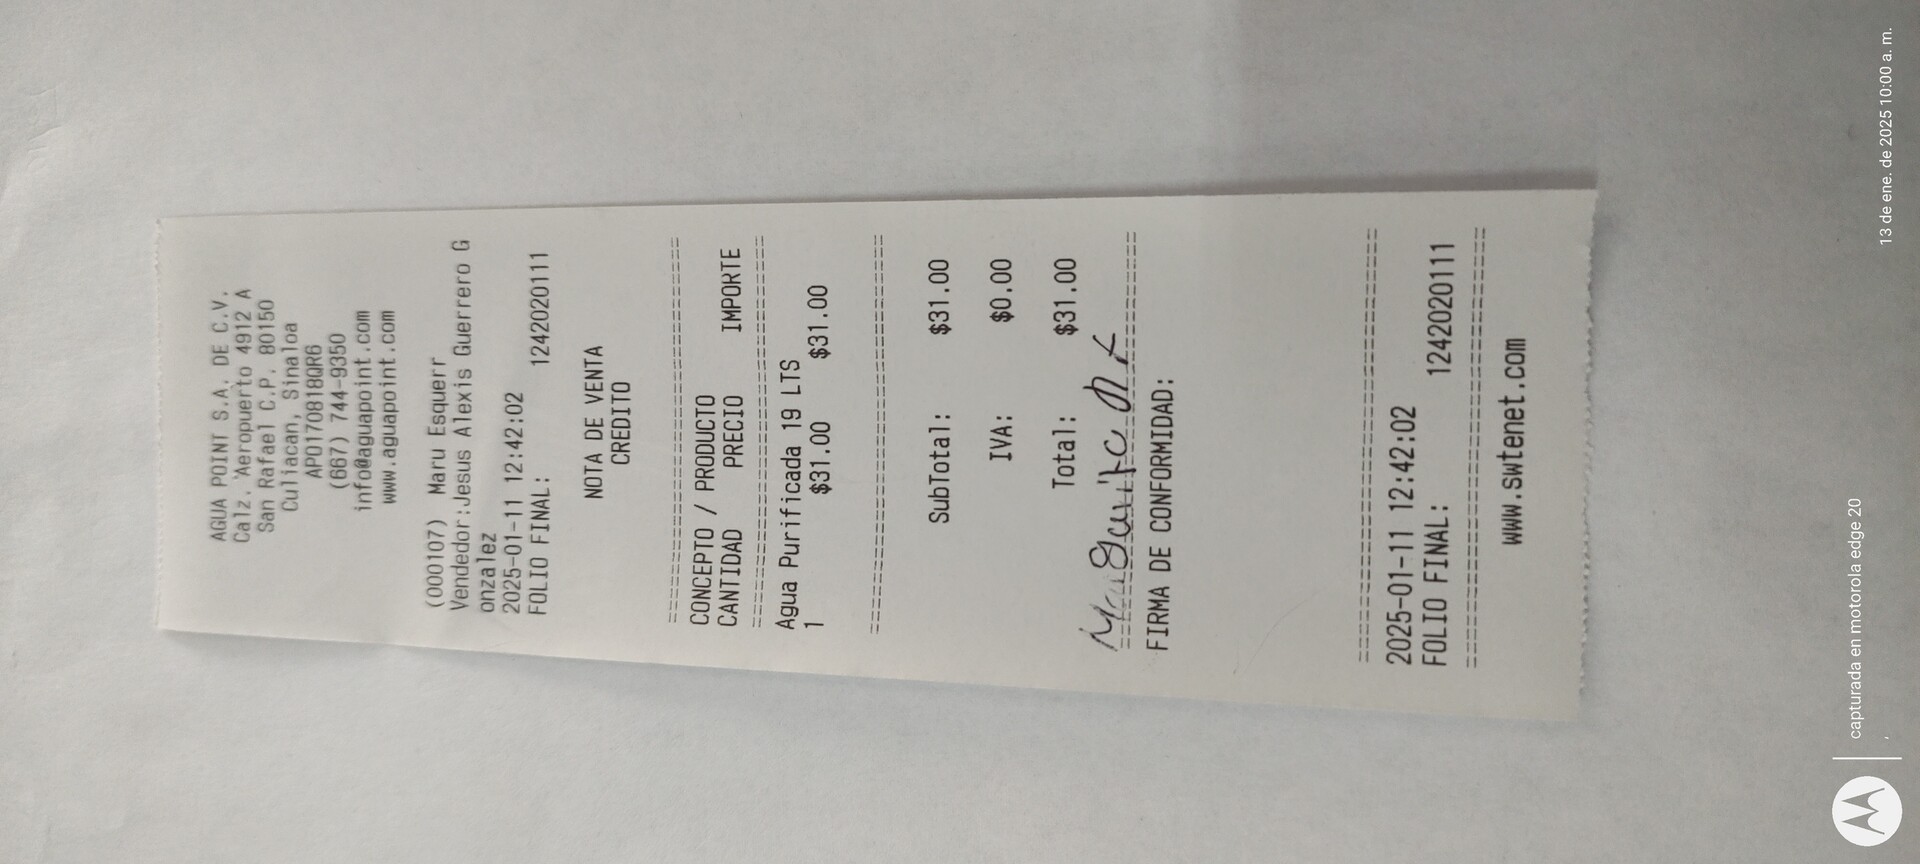 AGUA POINT S.A. DE C.V.
Calz. Aeropuerto 4912 A
San Rafael C.P. 80150
Culiacan, Sinaloa
APO170818QR6
(667) 744-9350
info@aguapoint.com
www.aguapoint.com
(000107) Maru Esquerr
Vendedor:Jesus Alexis Guerrero G
onzalez
2025-01-11 12:42:02
FOLIO FINAL: 1242020111
NOTA DE VENTA
CREDITO
================================
CONCEPTO / PRODUCTO
CANTIDAD PRECIO IMPORTE
================================
Agua Purificada 19 LTS
1 $31.00 $31.00
================================
SubTotal: $31.00
IVA: $0.00
Total: $31.00
Margarita
================================
FIRMA DE CONFORMIDAD:
================================
2025-01-11 12:42:02
FOLIO FINAL: 1242020111
================================
www.swtenet.com
capturada en motorola edge 20
13 de ene. de 2025 10:00 a. m.